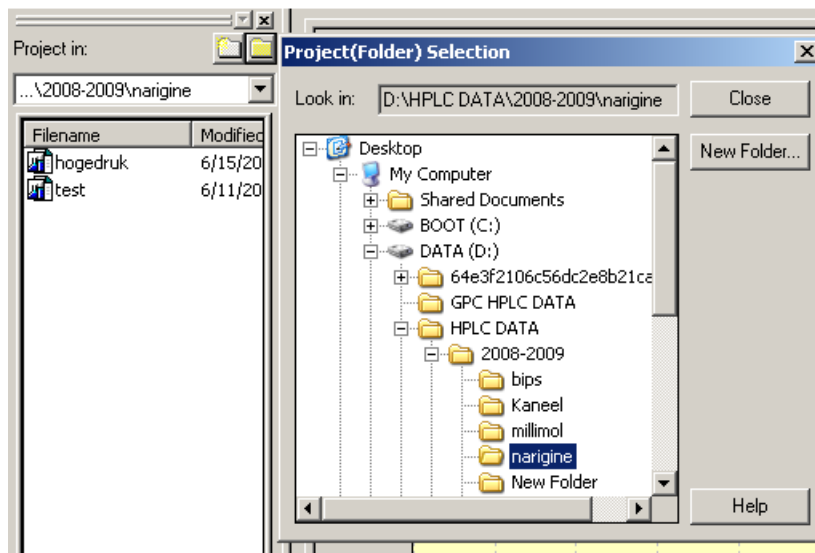 Project in:
...\2008-2009\narigine
Filename Modified
hogedruk 6/15/20
test 6/11/20
Project(Folder) Selection
Look in: D:\HPLC DATA\2008-2009\narigine Close
New Folder...
Desktop
My Computer
Shared Documents
BOOT (C:)
DATA (D:)
64e3f2106c56dc2e8b21ca
GPC HPLC DATA
HPLC DATA
2008-2009
bips
Kaneel
millimol
narigine
New Folder
Help